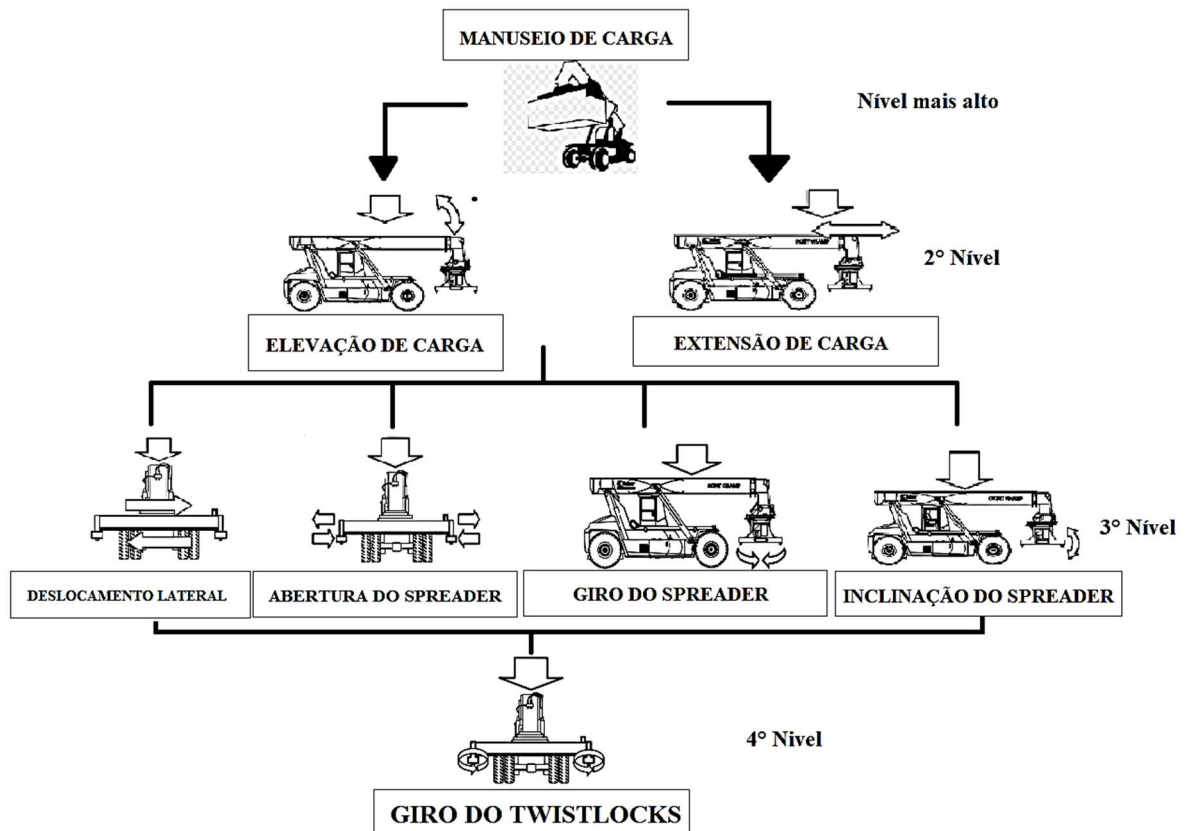 MANUSEIO DE CARGA
Nível mais alto
2° Nível
ELEVAÇÃO DE CARGA
EXTENSÃO DE CARGA
3° Nível
DESLOCAMENTO LATERAL
ABERTURA DO SPREADER
GIRO DO SPREADER
INCLINAÇÃO DO SPREADER
4° Nivel
GIRO DO TWISTLOCKS